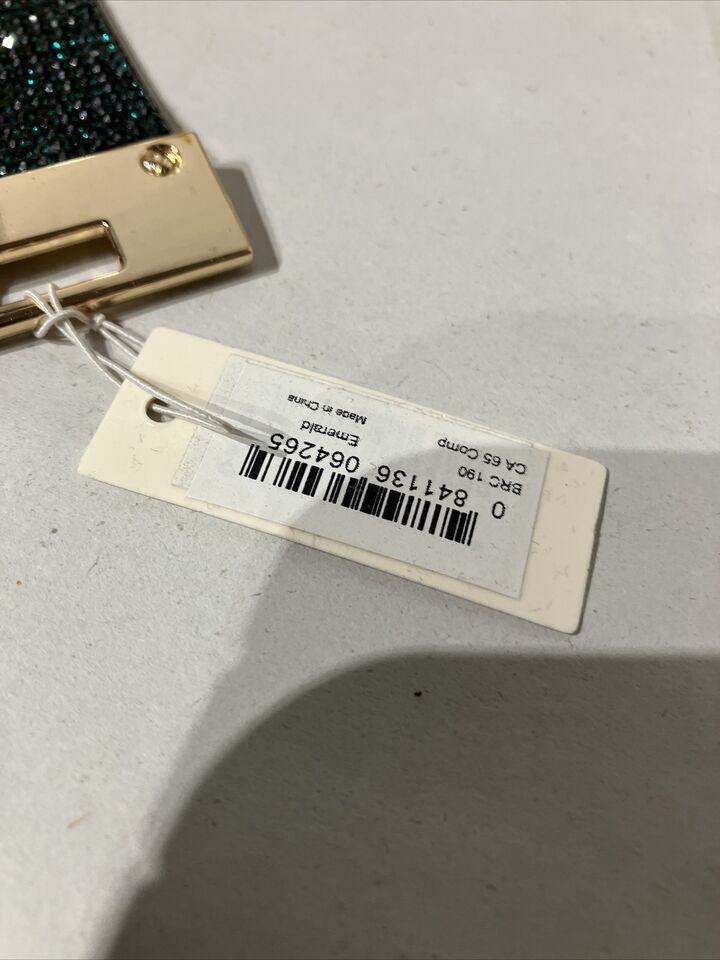 0 841136 064265
BRC 190
CA 65 Comp
Emerald
Made in China